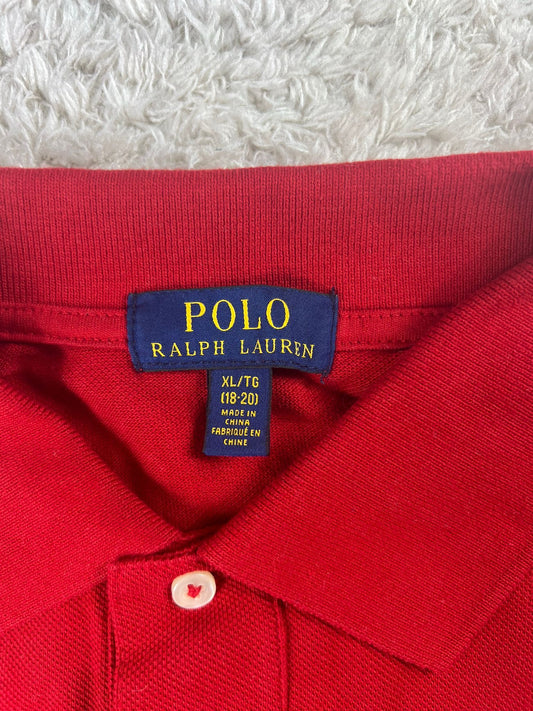 POLO
RALPH LAUREN
XL/TG
(18-20)
MADE IN
CHINA
FABRIQUÉ EN
CHINE